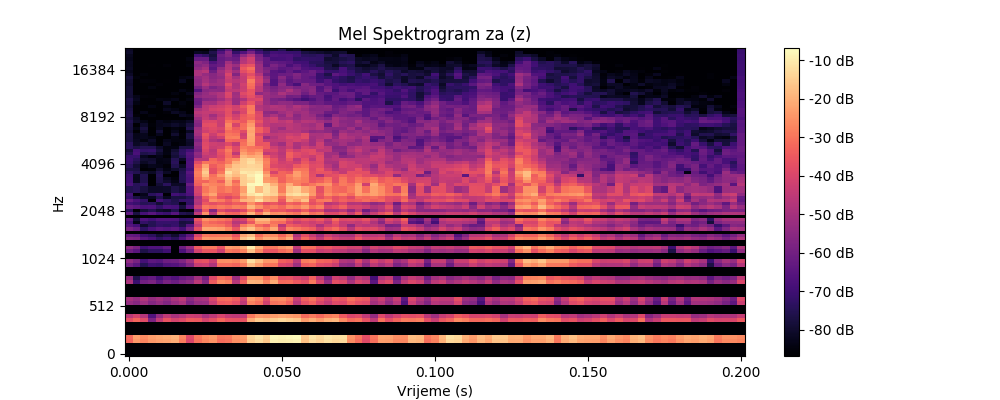 Mel Spektrogram za (z)
Hz
16384
8192
4096
2048
1024
512
0
0.000 0.050 0.100 0.150 0.200
Vrijeme (s)
-10 dB
-20 dB
-30 dB
-40 dB
-50 dB
-60 dB
-70 dB
-80 dB